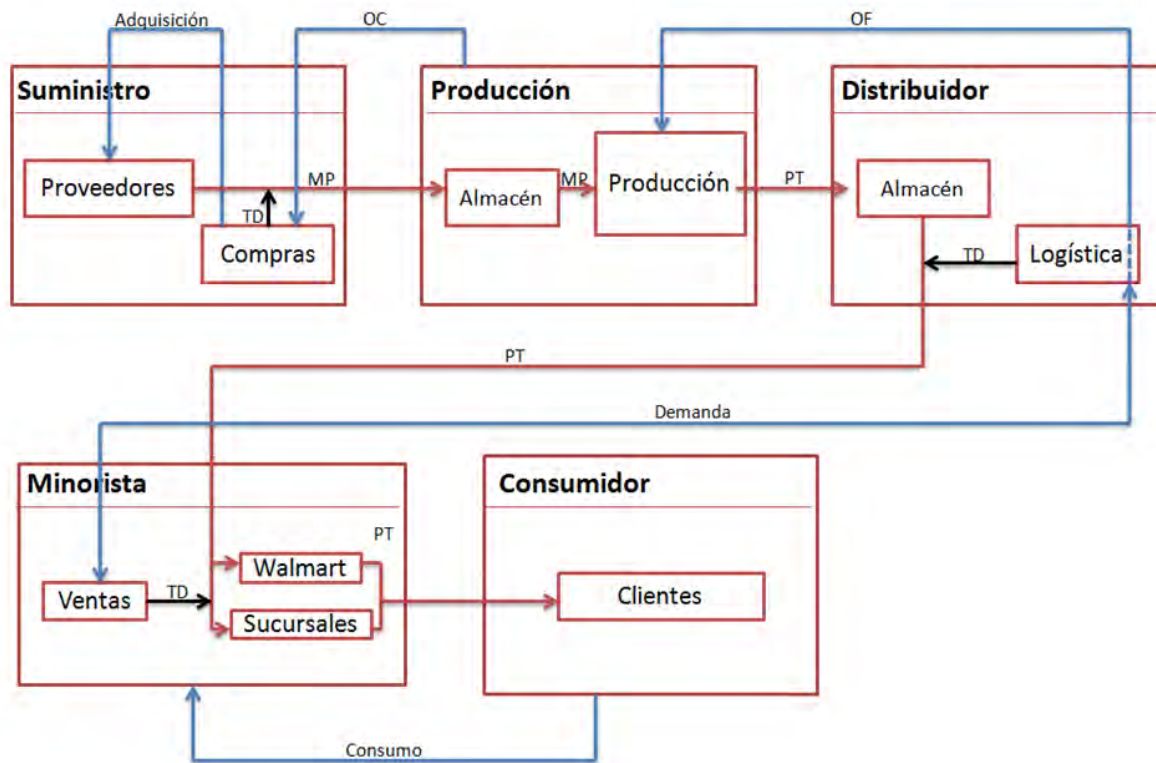 Adquisición
OC
OF
Suministro
Producción
Distribuidor
Proveedores
MP
Almacén
MP
Producción
PT
Almacén
TD
Compras
TD
Logística
PT
Demanda
Minorista
Consumidor
PT
Walmart
Ventas
TD
Sucursales
Clientes
Consumo